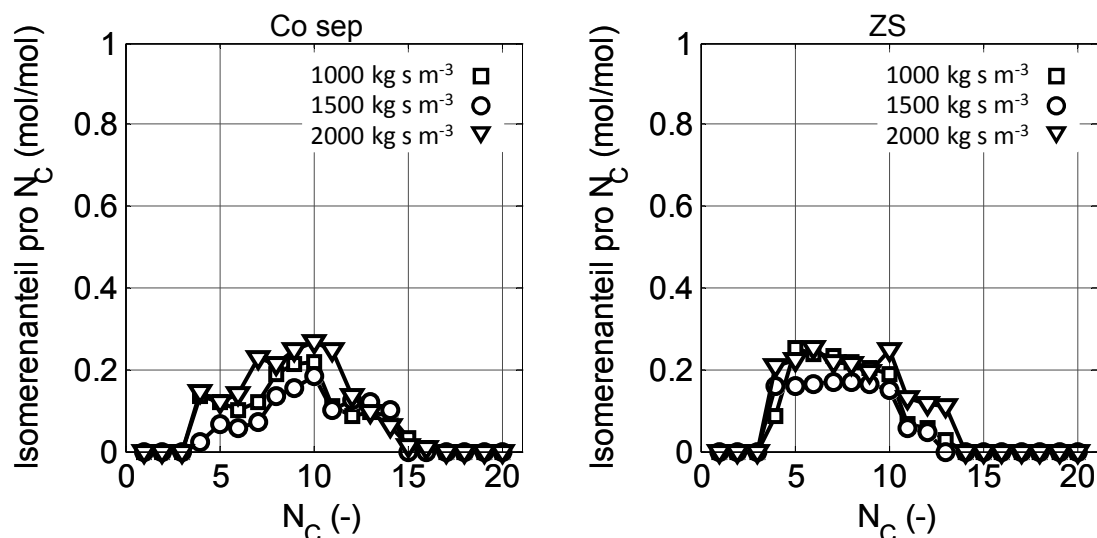 Co sep
Isomerenanteil pro N_C (mol/mol)
1
0.8
0.6
0.4
0.2
0
1000 kg s m⁻³
1500 kg s m⁻³
2000 kg s m⁻³
0 5 10 15 20
N_C (-)
ZS
Isomerenanteil pro N_C (mol/mol)
1
0.8
0.6
0.4
0.2
0
1000 kg s m⁻³
1500 kg s m⁻³
2000 kg s m⁻³
0 5 10 15 20
N_C (-)